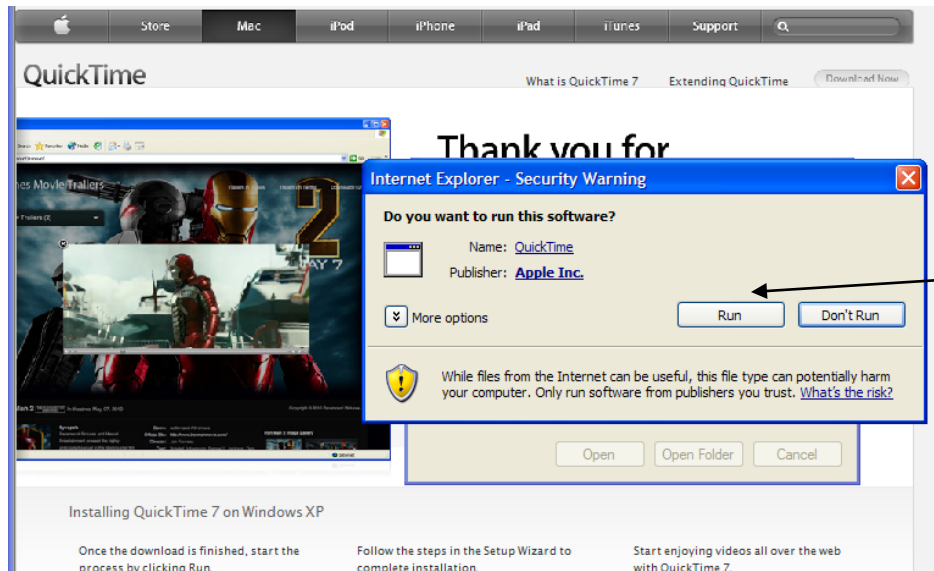 Store Mac iPod iPhone iPad iTunes Support
QuickTime
What is QuickTime 7 Extending QuickTime Download Now
Thank you for
Internet Explorer - Security Warning
Do you want to run this software?
Name: QuickTime
Publisher: Apple Inc.
More options
Run Don't Run
While files from the Internet can be useful, this file type can potentially harm
your computer. Only run software from publishers you trust. What's the risk?
Open Open Folder Cancel
Movie Trailers
2
MAY 7
Installing QuickTime 7 on Windows XP
Once the download is finished, start the
process by clicking Run.
Follow the steps in the Setup Wizard to
complete installation.
Start enjoying videos all over the web
with QuickTime 7.